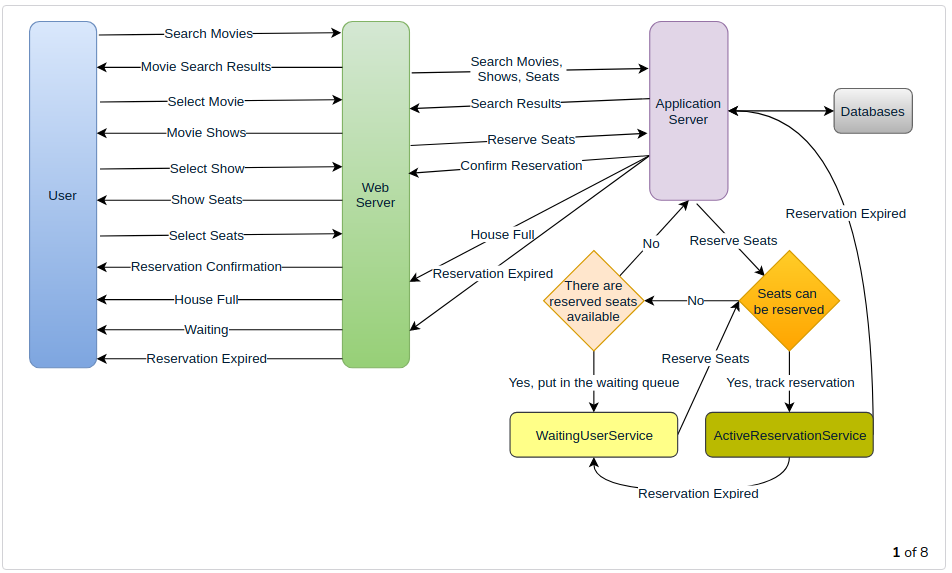 Search Movies
Movie Search Results
Select Movie
Movie Shows
Select Show
Show Seats
Select Seats
Reservation Confirmation
House Full
Waiting
Reservation Expired
User
Web
Server
Search Movies,
Shows, Seats
Search Results
Reserve Seats
Confirm Reservation
House Full
Reservation Expired
Application
Server
Databases
Reservation Expired
No
Reserve Seats
There are
reserved seats
available
No
Seats can
be reserved
Reserve Seats
Yes, put in the waiting queue
Yes, track reservation
WaitingUserService
ActiveReservationService
Reservation Expired
1 of 8